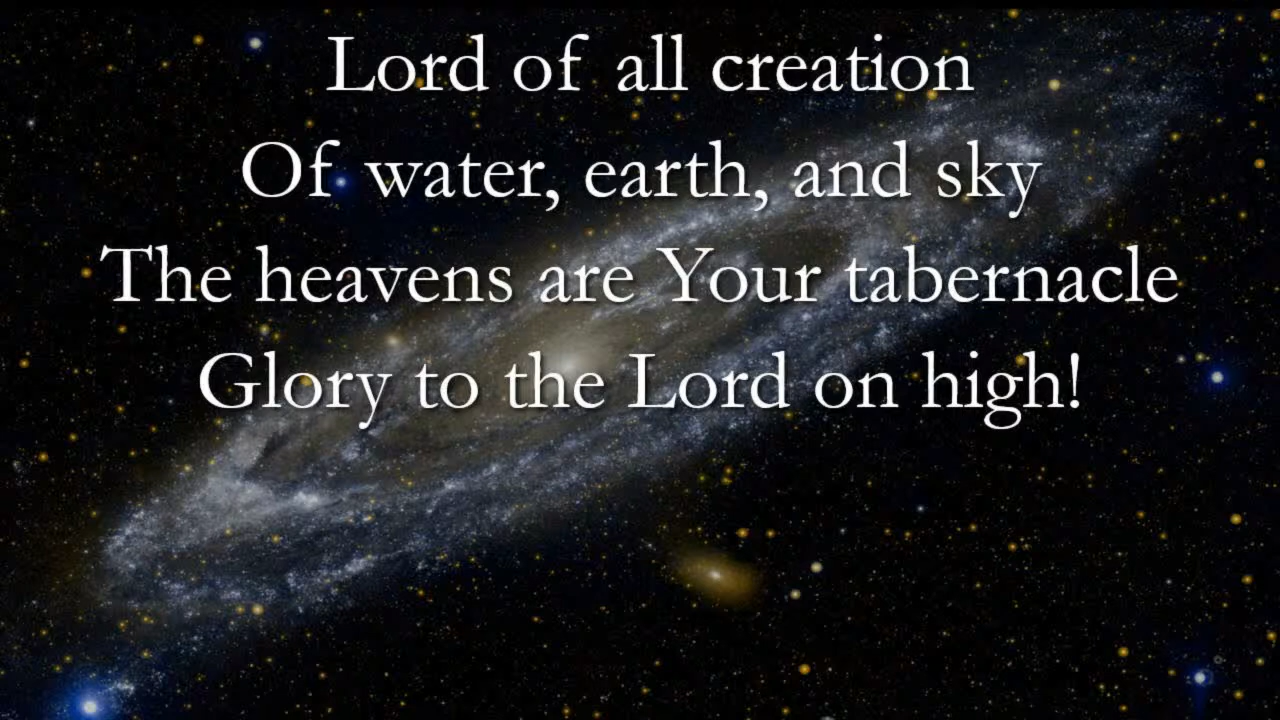 Lord of all creation
Of water, earth, and sky
The heavens are Your tabernacle
Glory to the Lord on high!